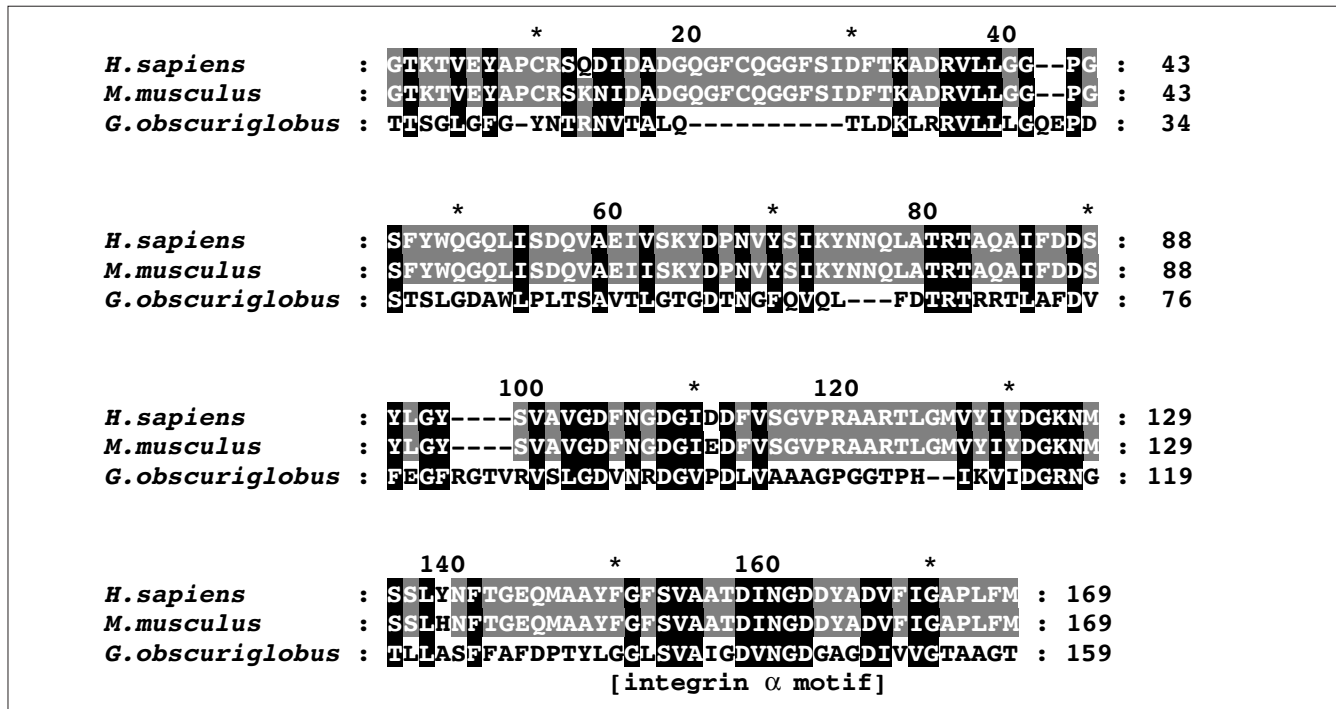 * 20 * 40
H.sapiens : GTKTVEYAPCRSQDIDADGQGFCQGGFSIDFTKADRVLLGG--PG : 43
M.musculus : GTKTVEYAPCRSKNIDADGQGFCQGGFSIDFTKADRVLLGG--PG : 43
G.obscuriglobus : TTSGLGFG-YNTRNVTALQ----------TLDKLRRVLLLGQEPD : 34
* 60 * 80 *
H.sapiens : SFYWQGQLISDQVAEIVSKYDPNVYSIKYNNQLATRTAQAIFDDS : 88
M.musculus : SFYWQGQLISDQVAEIISKYDPNVYSIKYNNQLATRTAQAIFDDS : 88
G.obscuriglobus : STSLGDAWLPLTSAVTLGTGDTNGFQVQL---FDTRTRRTLAFDV : 76
100 * 120 *
H.sapiens : YLGY----SVAVGDFNGDGIDDFVSGVPRAARTLGMVYIYDGKNM : 129
M.musculus : YLGY----SVAVGDFNGDGIEDFVSGVPRAARTLGMVYIYDGKNM : 129
G.obscuriglobus : FEGFRGTVRVSLGDVNRDGVPDLVAAAGPGGTPH--IKVIDGRNG : 119
140 * 160 *
H.sapiens : SSLYNFTGEQMAAYFGFSVAATDINGDDYADVFIGAPLFM : 169
M.musculus : SSLHNFTGEQMAAYFGFSVAATDINGDDYADVFIGAPLFM : 169
G.obscuriglobus : TLLASFFAFDPTYLGGLSVAIGDVNGDGAGDIVVGTAAGT : 159
[integrin α motif]